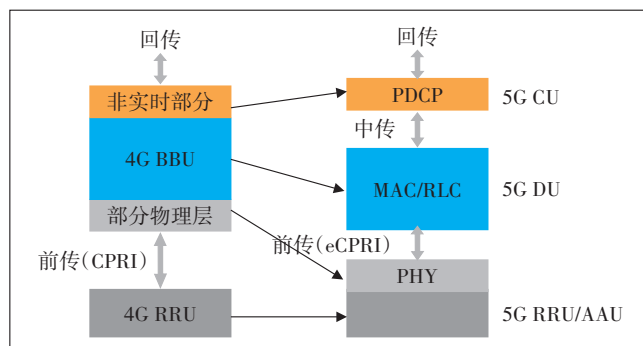 回传
非实时部分
4G BBU
部分物理层
前传(CPRI)
4G RRU
回传
PDCP
5G CU
中传
MAC/RLC
5G DU
前传(eCPRI)
PHY
5G RRU/AAU